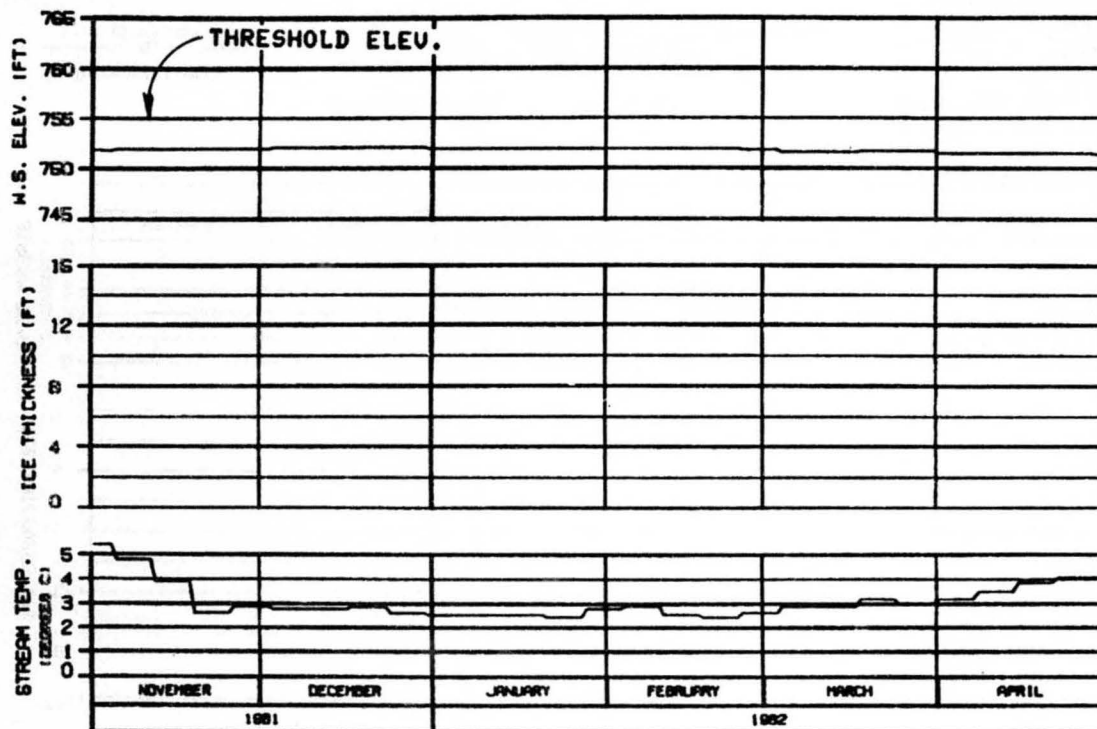 765
THRESHOLD ELEV.
760
755
750
745
W.S. ELEV. (FT)
16
12
8
4
0
ICE THICKNESS (FT)
5
4
3
2
1
0
STREAM TEMP.
(DEGREES C)
NOVEMBER DECEMBER JANUARY FEBRUARY MARCH APRIL
1981 1982